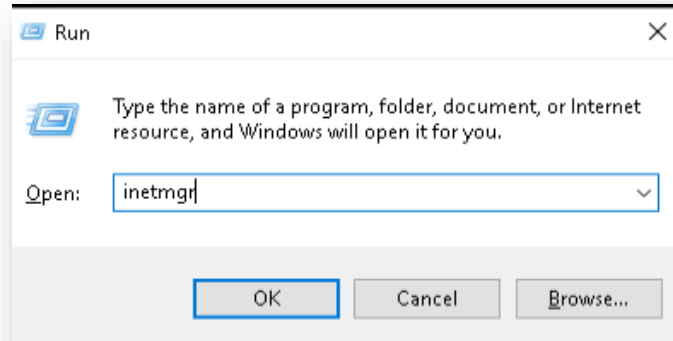 Run
Type the name of a program, folder, document, or Internet
resource, and Windows will open it for you.
Open: inetmgr
OK Cancel Browse...